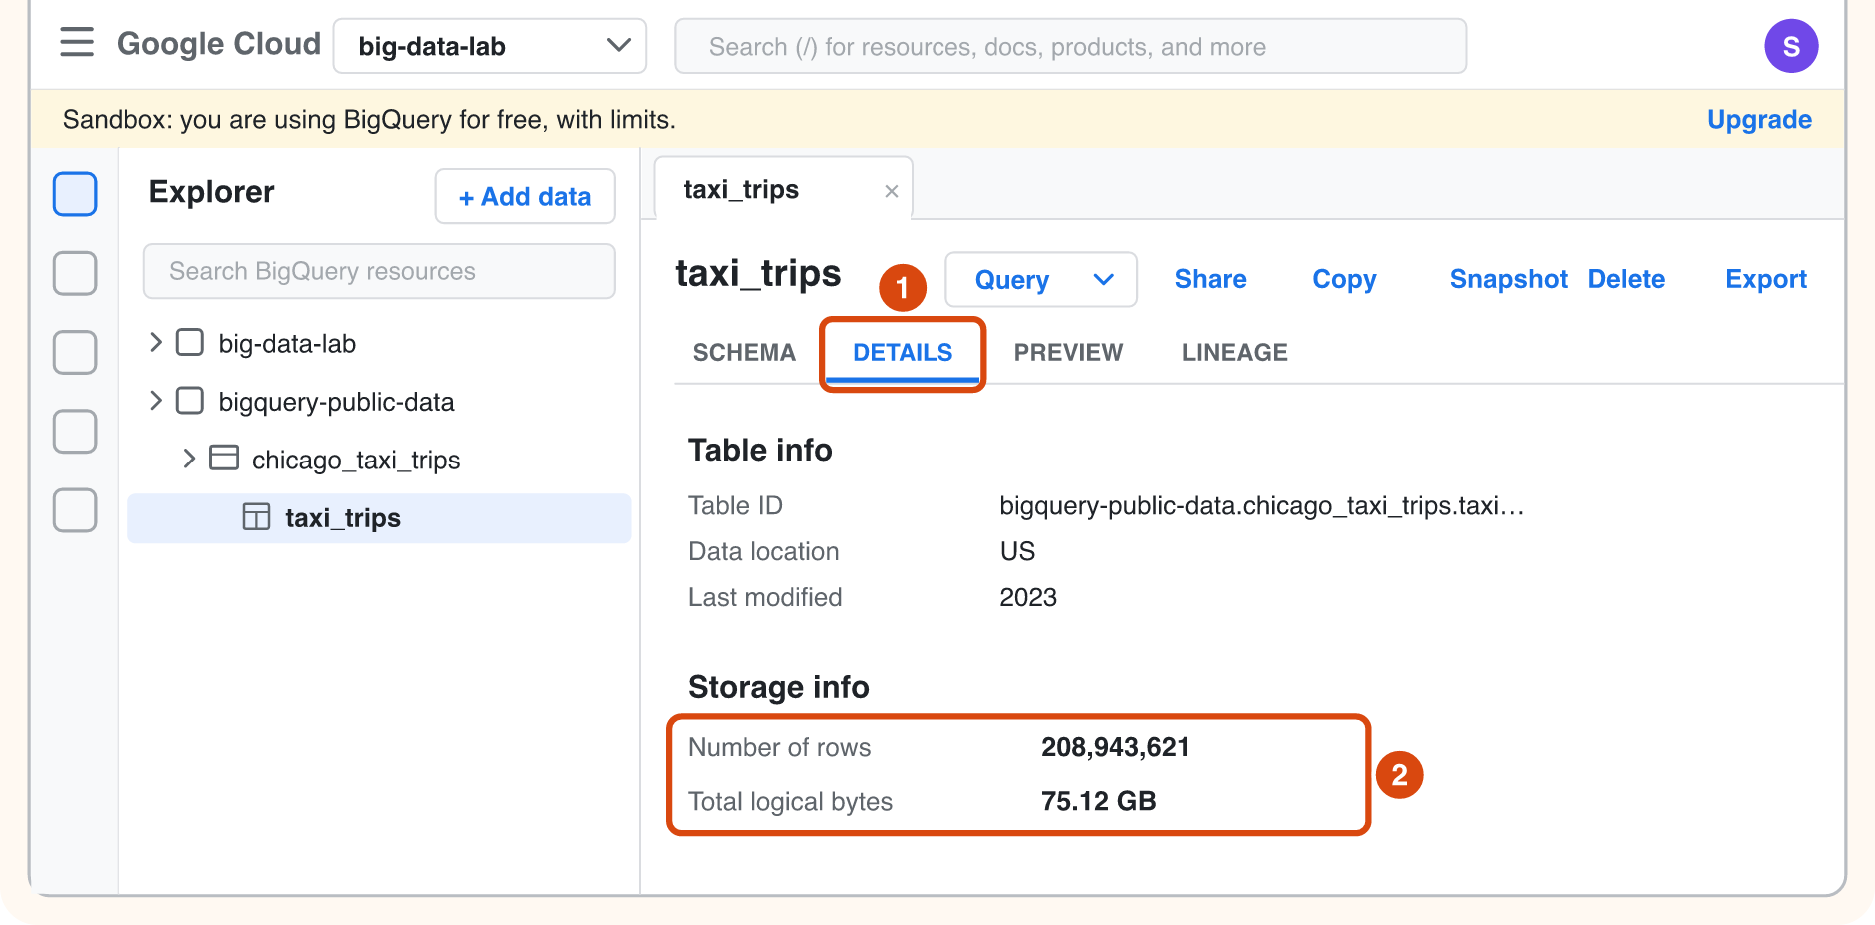 Google Cloud
big-data-lab
Search (/) for resources, docs, products, and more
S
Sandbox: you are using BigQuery for free, with limits.
Upgrade
Explorer
+ Add data
Search BigQuery resources
big-data-lab
bigquery-public-data
chicago_taxi_trips
taxi_trips
taxi_trips ×
taxi_trips
1
Query
Share
Copy
Snapshot
Delete
Export
SCHEMA
DETAILS
PREVIEW
LINEAGE
Table info
Table ID bigquery-public-data.chicago_taxi_trips.taxi…
Data location US
Last modified 2023
Storage info
Number of rows 208,943,621
Total logical bytes 75.12 GB
2